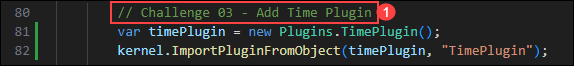 80 // Challenge 03 - Add Time Plugin 1
81 var timePlugin = new Plugins.TimePlugin();
82 kernel.ImportPluginFromObject(timePlugin, "TimePlugin");